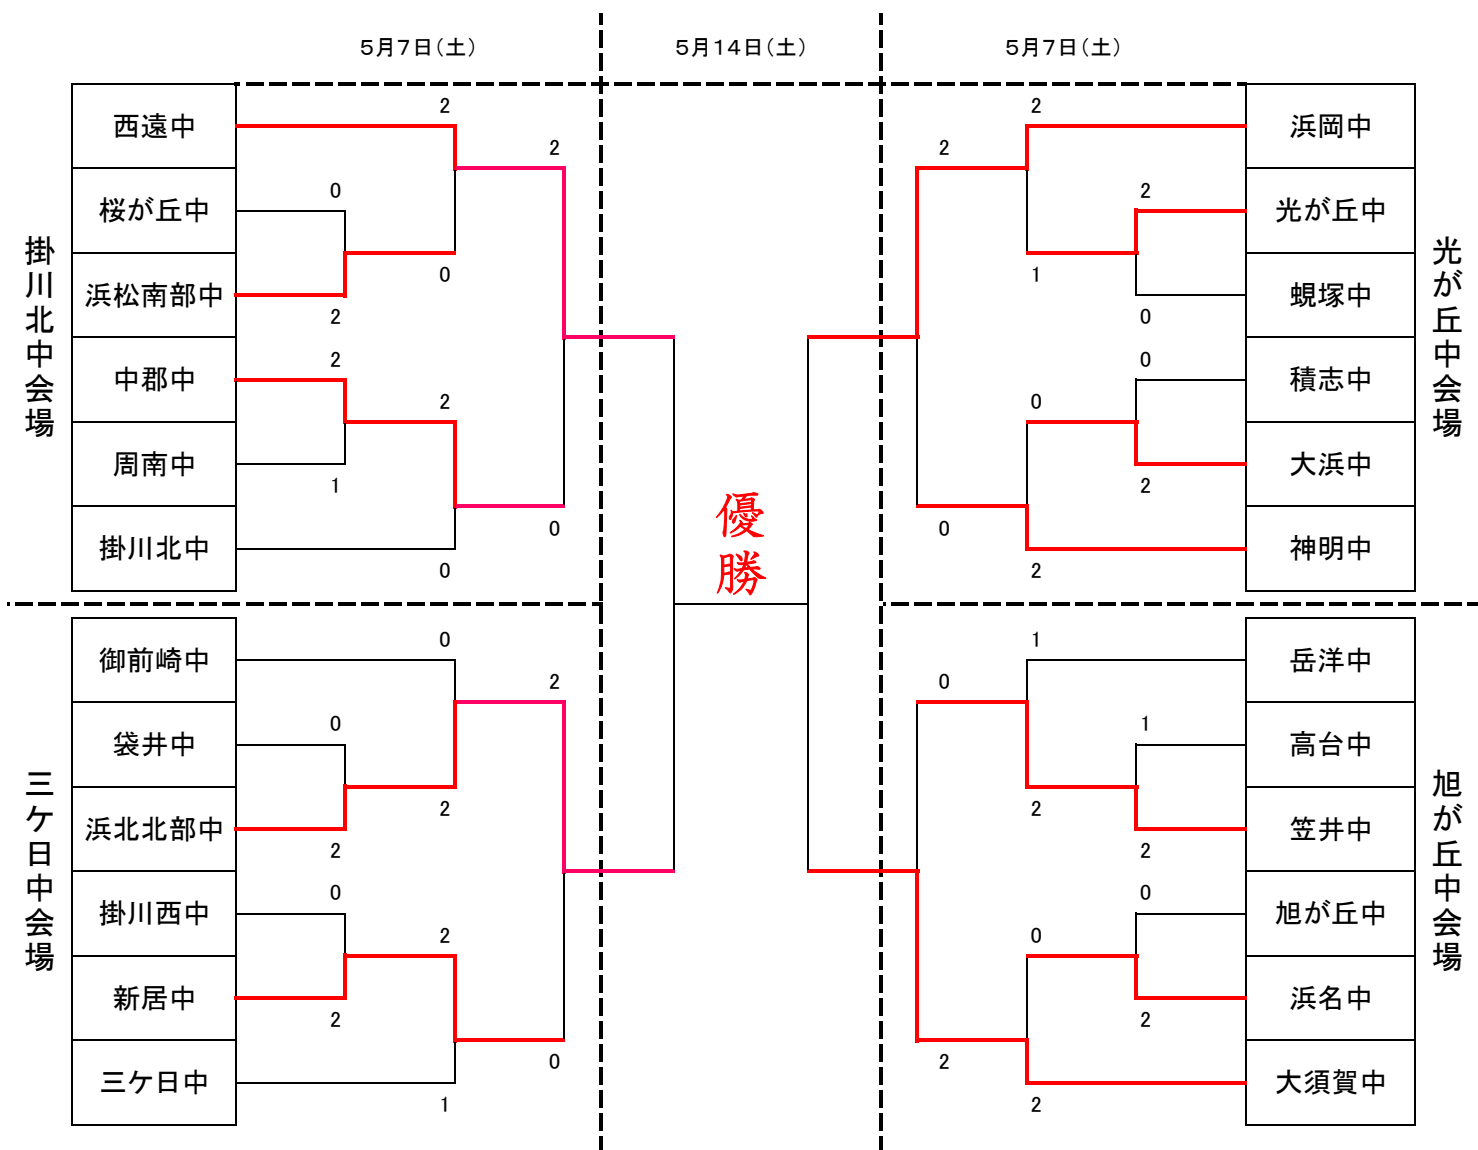 5月7日(土)
5月14日(土)
5月7日(土)
掛川北中会場
西遠中
桜が丘中
浜松南部中
中郡中
周南中
掛川北中
2
0
0
2
2
1
2
0
2
0
三ケ日中会場
御前崎中
袋井中
浜北北部中
掛川西中
新居中
三ケ日中
0
0
2
2
0
2
2
1
2
0
優勝
光が丘中会場
浜岡中
光が丘中
蜆塚中
積志中
大浜中
神明中
2
2
1
0
0
0
2
2
2
0
旭が丘中会場
岳洋中
高台中
笠井中
旭が丘中
浜名中
大須賀中
1
1
2
2
0
0
2
2
0
2